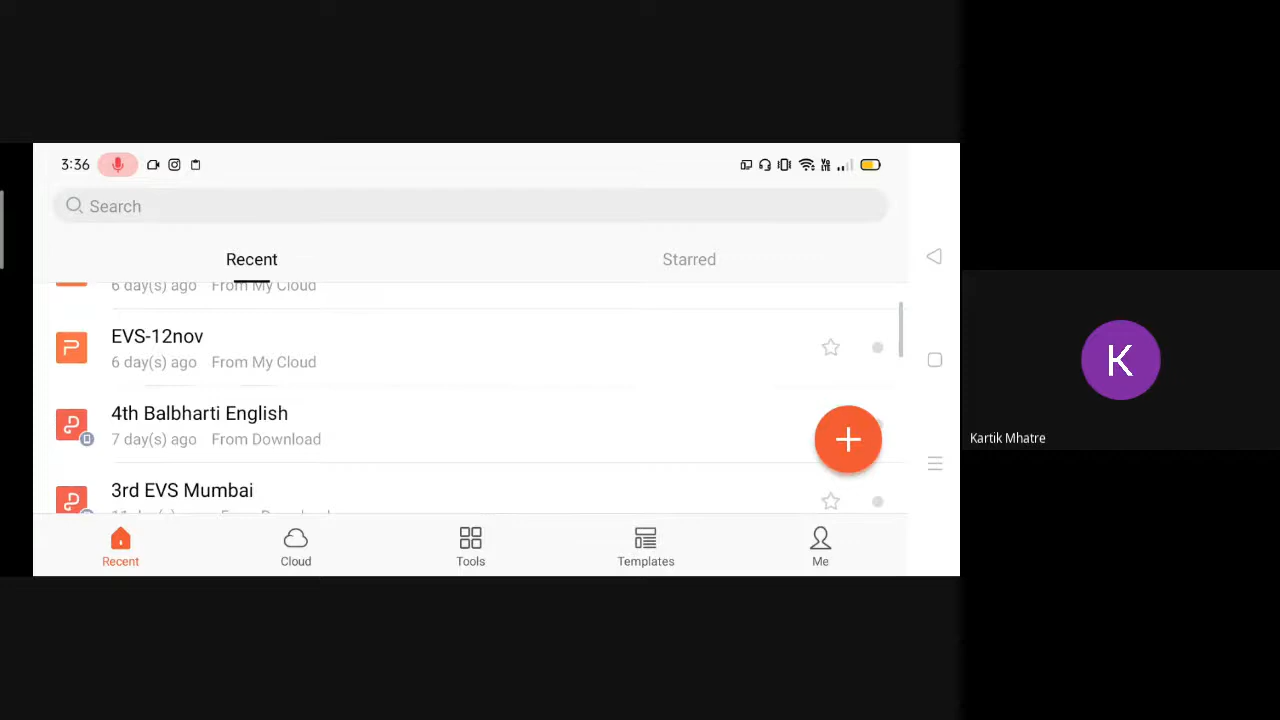 3:36
Search
Recent
Starred
6 day(s) ago From My Cloud
EVS-12nov
6 day(s) ago From My Cloud
4th Balbharti English
7 day(s) ago From Download
3rd EVS Mumbai
Recent
Cloud
Tools
Templates
Me
K
Kartik Mhatre